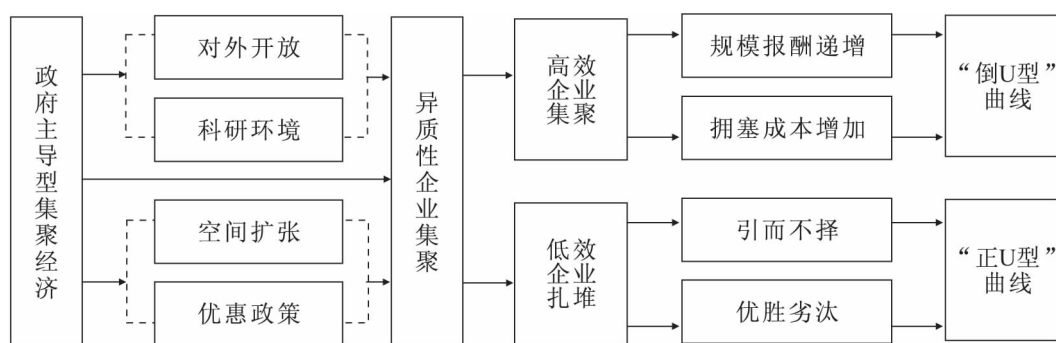 政府主导型集聚经济
对外开放
科研环境
空间扩张
优惠政策
异质性企业集聚
高效
企业
集聚
低效
企业
扎堆
规模报酬递增
拥塞成本增加
引而不择
优胜劣汰
“倒U型”
曲线
“正U型”
曲线